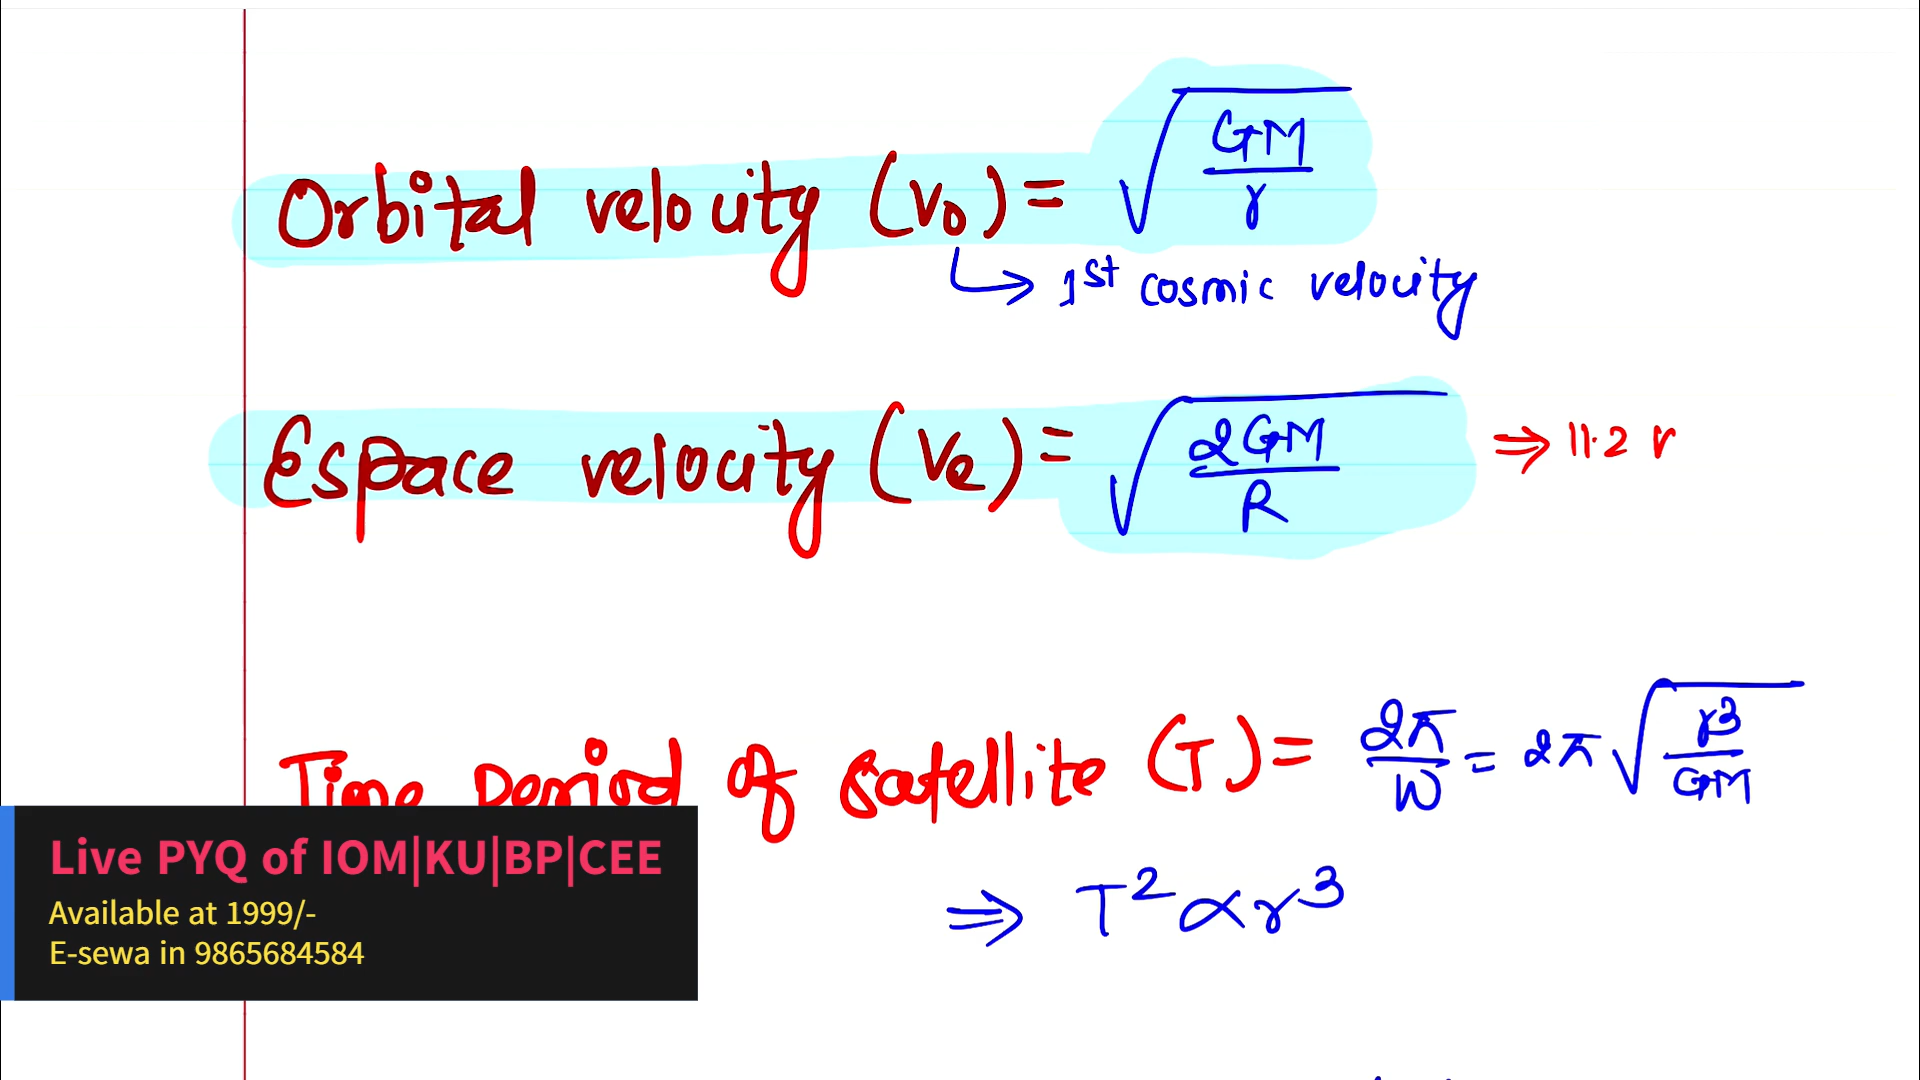 Orbital velocity (v₀) = √(GM/r)
↳ 1st cosmic velocity
Espace velocity (Ve) = √(2GM/R) ⇒ 11.2 r
Time period of satellite (T) = 2π/W = 2π√(r³/GM)
⇒ T² ∝ r³
Live PYQ of IOM|KU|BP|CEE
Available at 1999/-
E-sewa in 9865684584